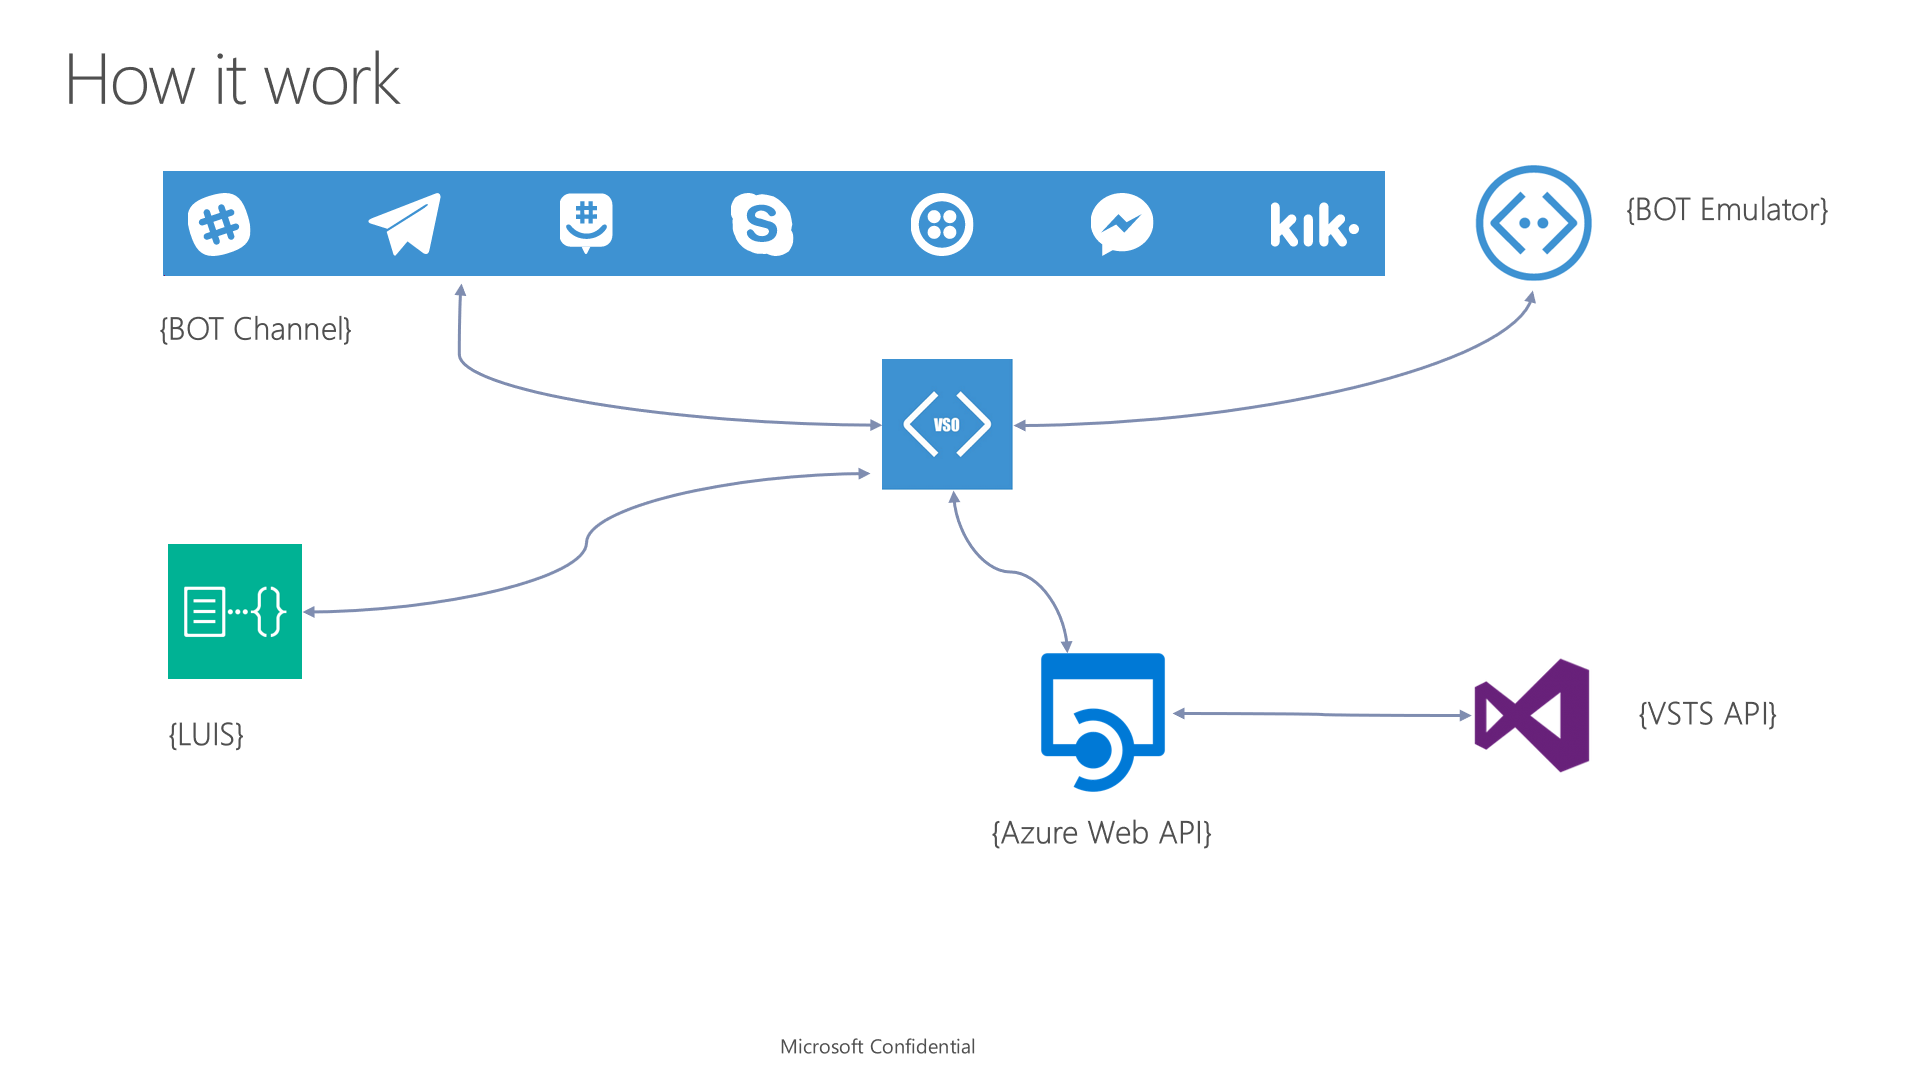 How it work
kik.
{BOT Emulator}
{BOT Channel}
VSO
{LUIS}
{VSTS API}
{Azure Web API}
Microsoft Confidential